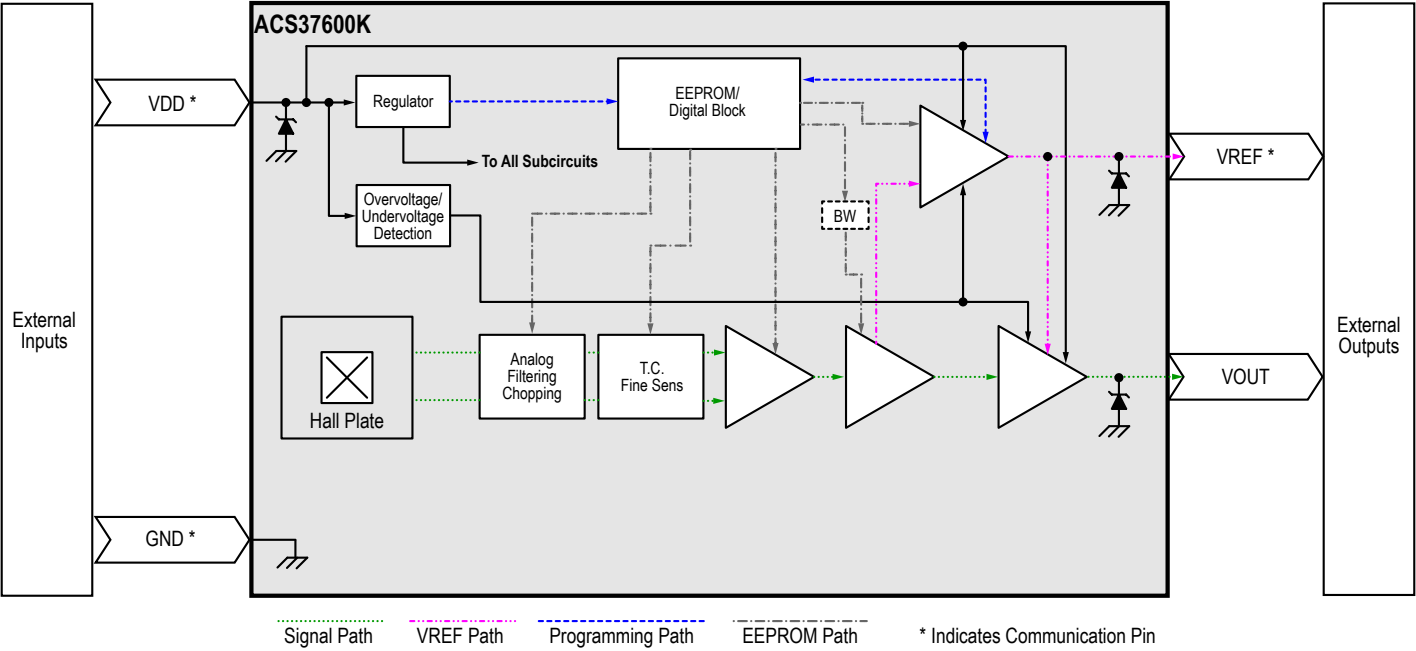 ACS37600K
VDD *
Regulator
EEPROM/
Digital Block
To All Subcircuits
VREF *
Overvoltage/
Undervoltage
Detection
BW
External
Inputs
External
Outputs
Analog
Filtering
Chopping
T.C.
Fine Sens
VOUT
Hall Plate
GND *
Signal Path
VREF Path
Programming Path
EEPROM Path
* Indicates Communication Pin